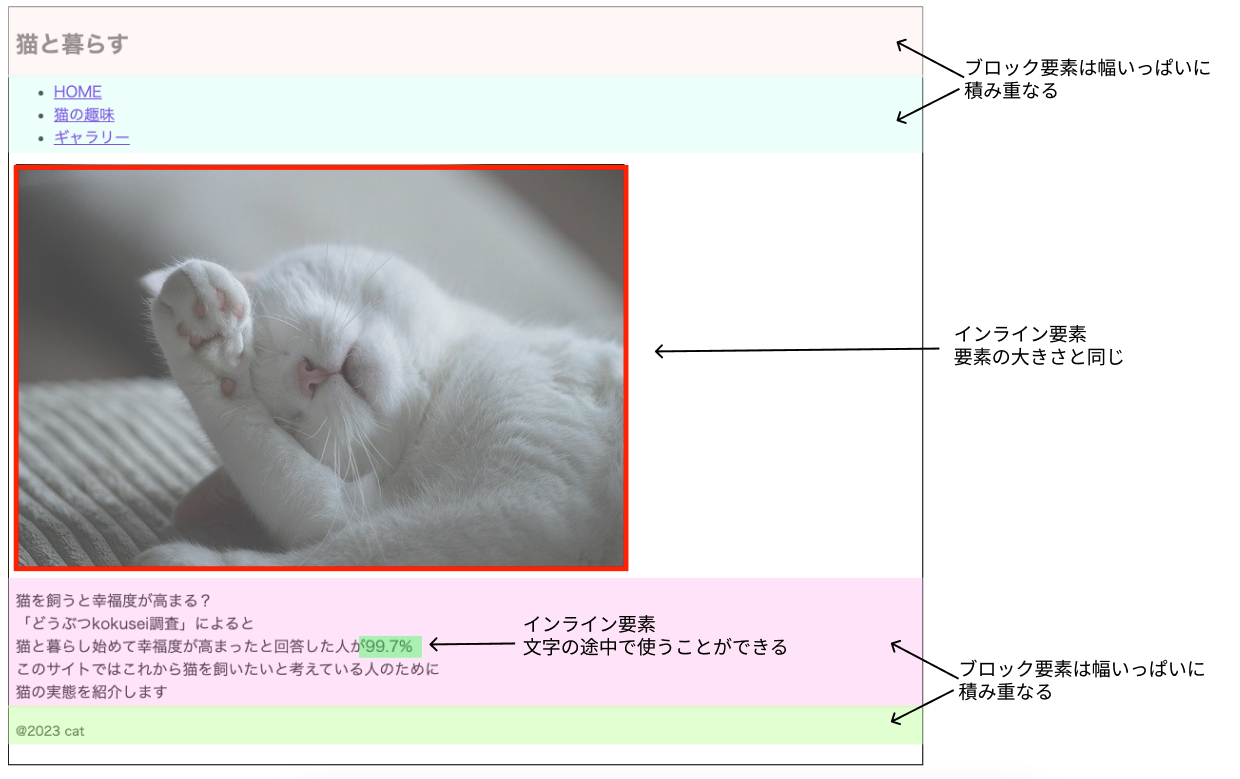 猫と暮らす
ブロック要素は幅いっぱいに
積み重なる
HOME
猫の趣味
ギャラリー
インライン要素
要素の大きさと同じ
猫を飼うと幸福度が高まる？
「どうぶつkokusei調査」によると
猫と暮らし始めて幸福度が高まったと回答した人が99.7%
このサイトではこれから猫を飼いたいと考えている人のために
猫の実態を紹介します
インライン要素
文字の途中で使うことができる
ブロック要素は幅いっぱいに
積み重なる
@2023 cat